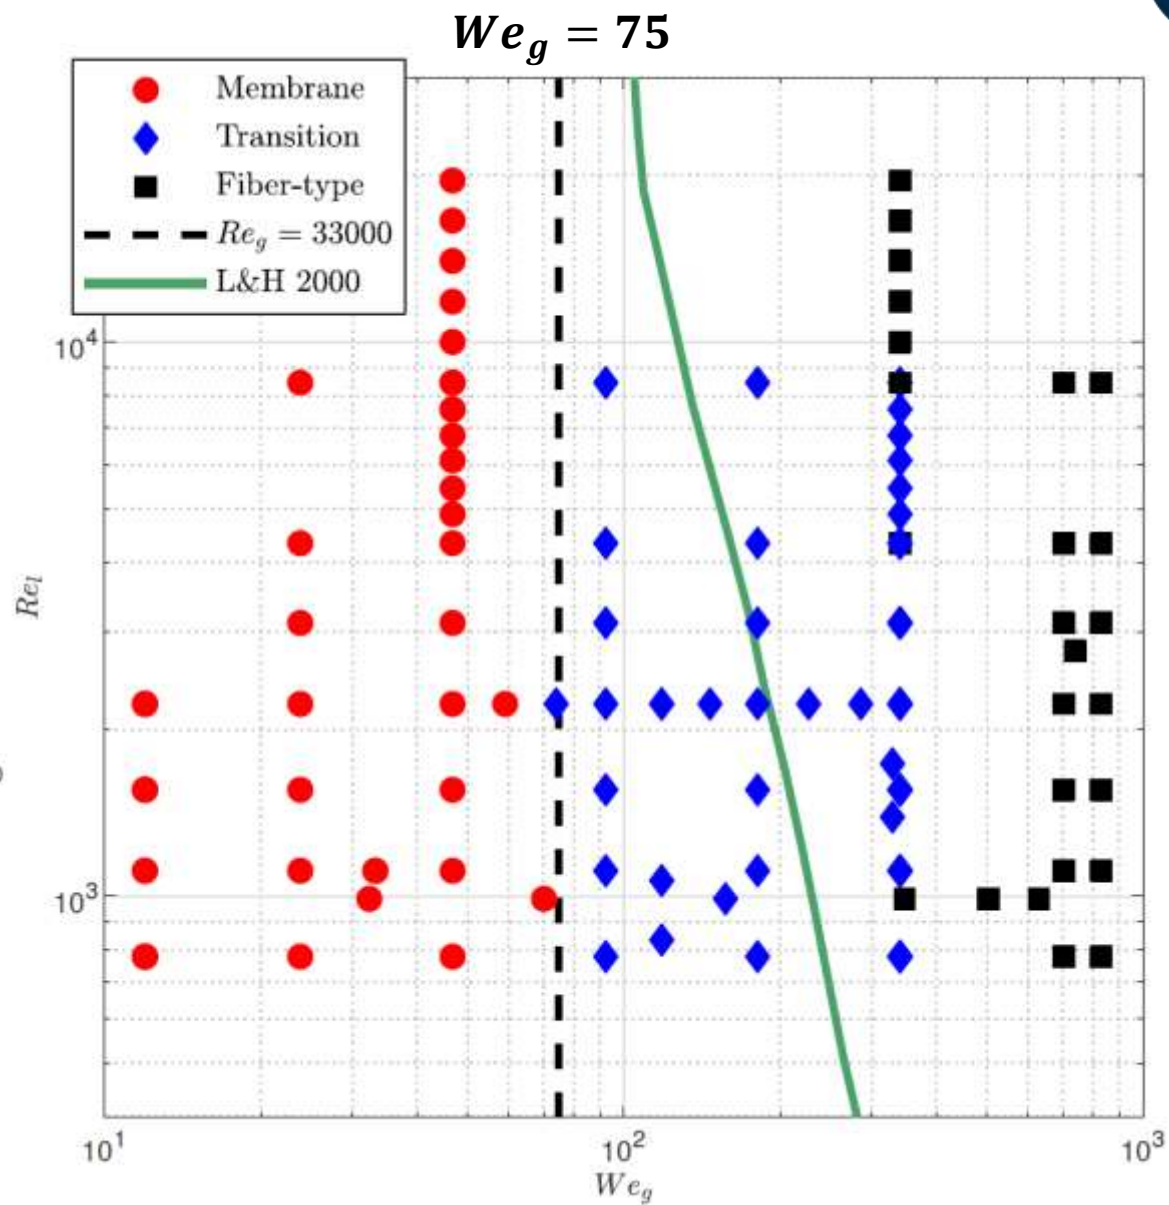 We_g = 75
Membrane
Transition
Fiber-type
Re_g = 33000
L&H 2000
10^4
10^3
Re_l
10^1 10^2 10^3
We_g